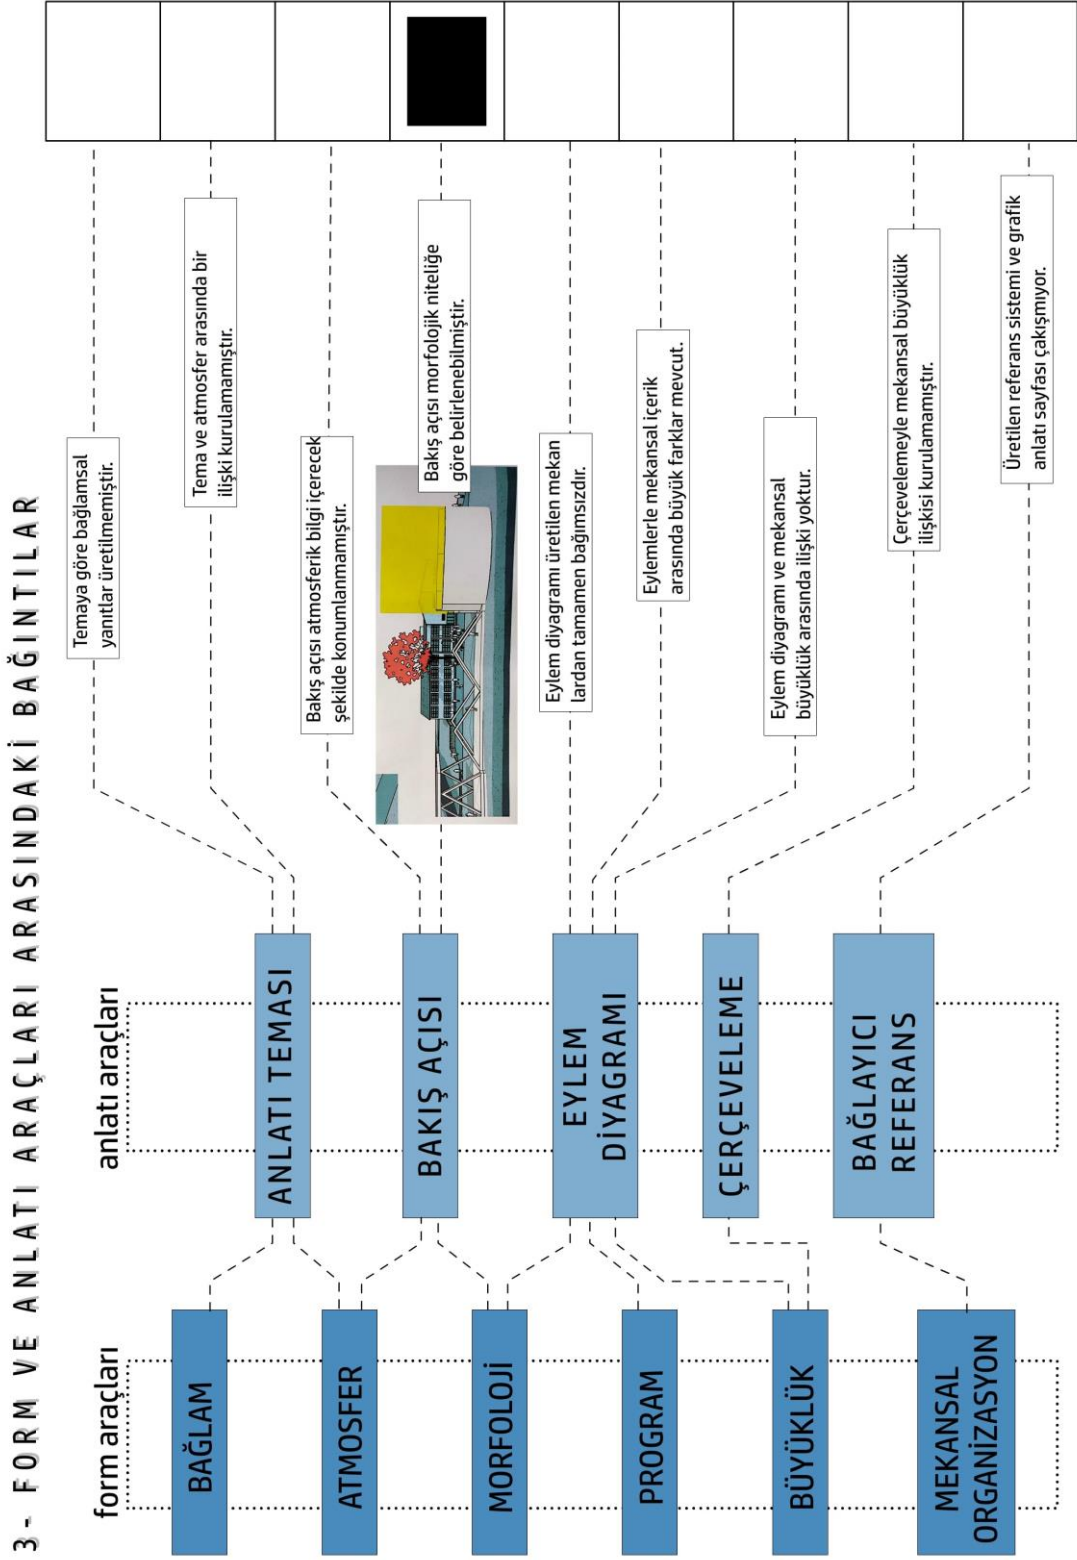 3- FORM VE ANLATI ARAÇLARI ARASINDAKİ BAĞINTILAR
form araçları
BAĞLAM
ATMOSFER
MORFOLOJİ
PROGRAM
BÜYÜKLÜK
MEKANSAL
ORGANİZASYON
anlatı araçları
ANLATI TEMASI
BAKIŞ AÇISI
EYLEM
DİYAGRAMI
ÇERÇEVELEME
BAĞLAYICI
REFERANS
Temaya göre bağlamsal
yanıtlar üretilmemiştir.
Tema ve atmosfer arasında bir
ilişki kurulamamıştır.
Bakış açısı atmosferik bilgi içerecek
şekilde konumlanmamıştır.
Bakış açısı morfolojik niteliğe
göre belirlenebilmiştir.
Eylem diyagramı üretilen mekan
lardan tamamen bağımsızdır.
Eylemlerle mekansal içerik
arasında büyük farklar mevcut.
Eylem diyagramı ve mekansal
büyüklük arasında ilişki yoktur.
Çerçevelemeyle mekansal büyüklük
ilişkisi kurulamamıştır.
Üretilen referans sistemi ve grafik
anlatı sayfası çakışmıyor.